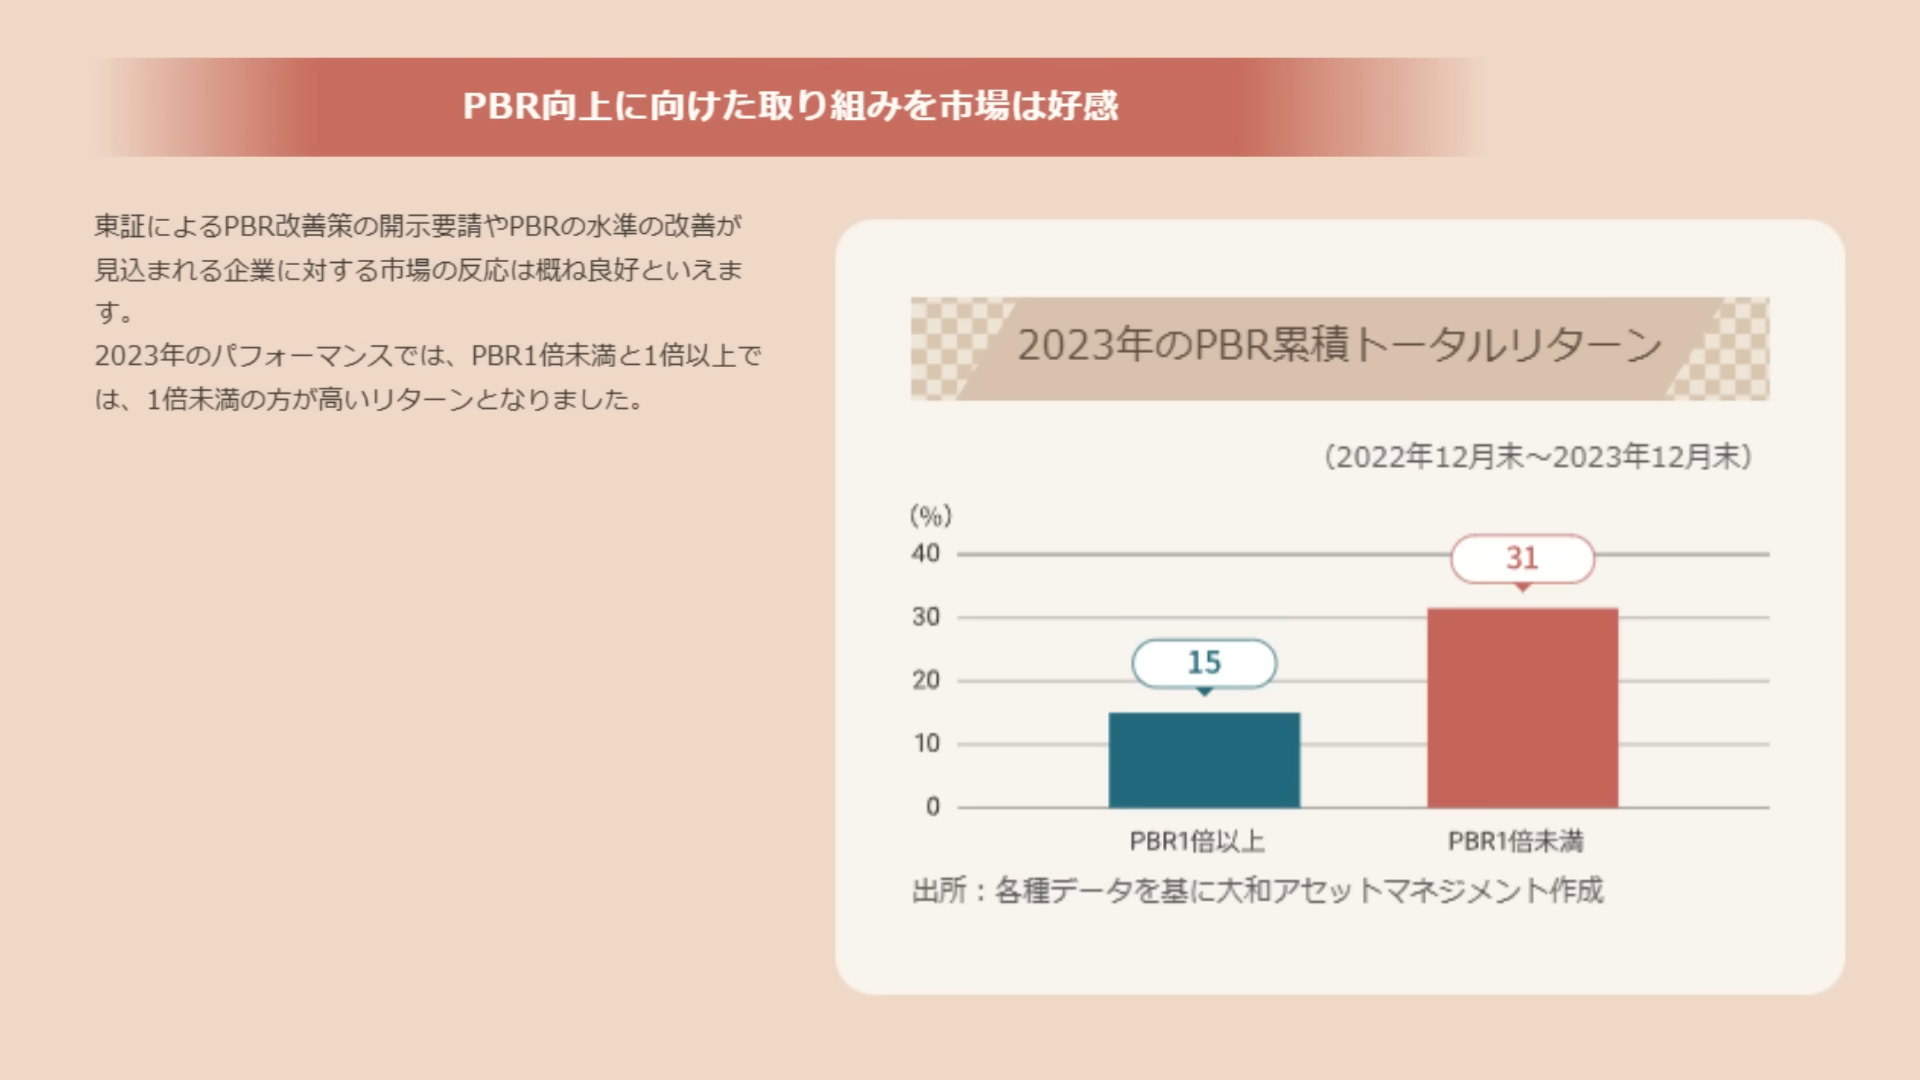 PBR向上に向けた取り組みを市場は好感
東証によるPBR改善策の開示要請やPBRの水準の改善が
見込まれる企業に対する市場の反応は概ね良好といえま
す。
2023年のパフォーマンスでは、PBR1倍未満と1倍以上で
は、1倍未満の方が高いリターンとなりました。
2023年のPBR累積トータルリターン
（2022年12月末～2023年12月末）
(%)
40
30
20
10
0
15
31
PBR1倍以上
PBR1倍未満
出所：各種データを基に大和アセットマネジメント作成